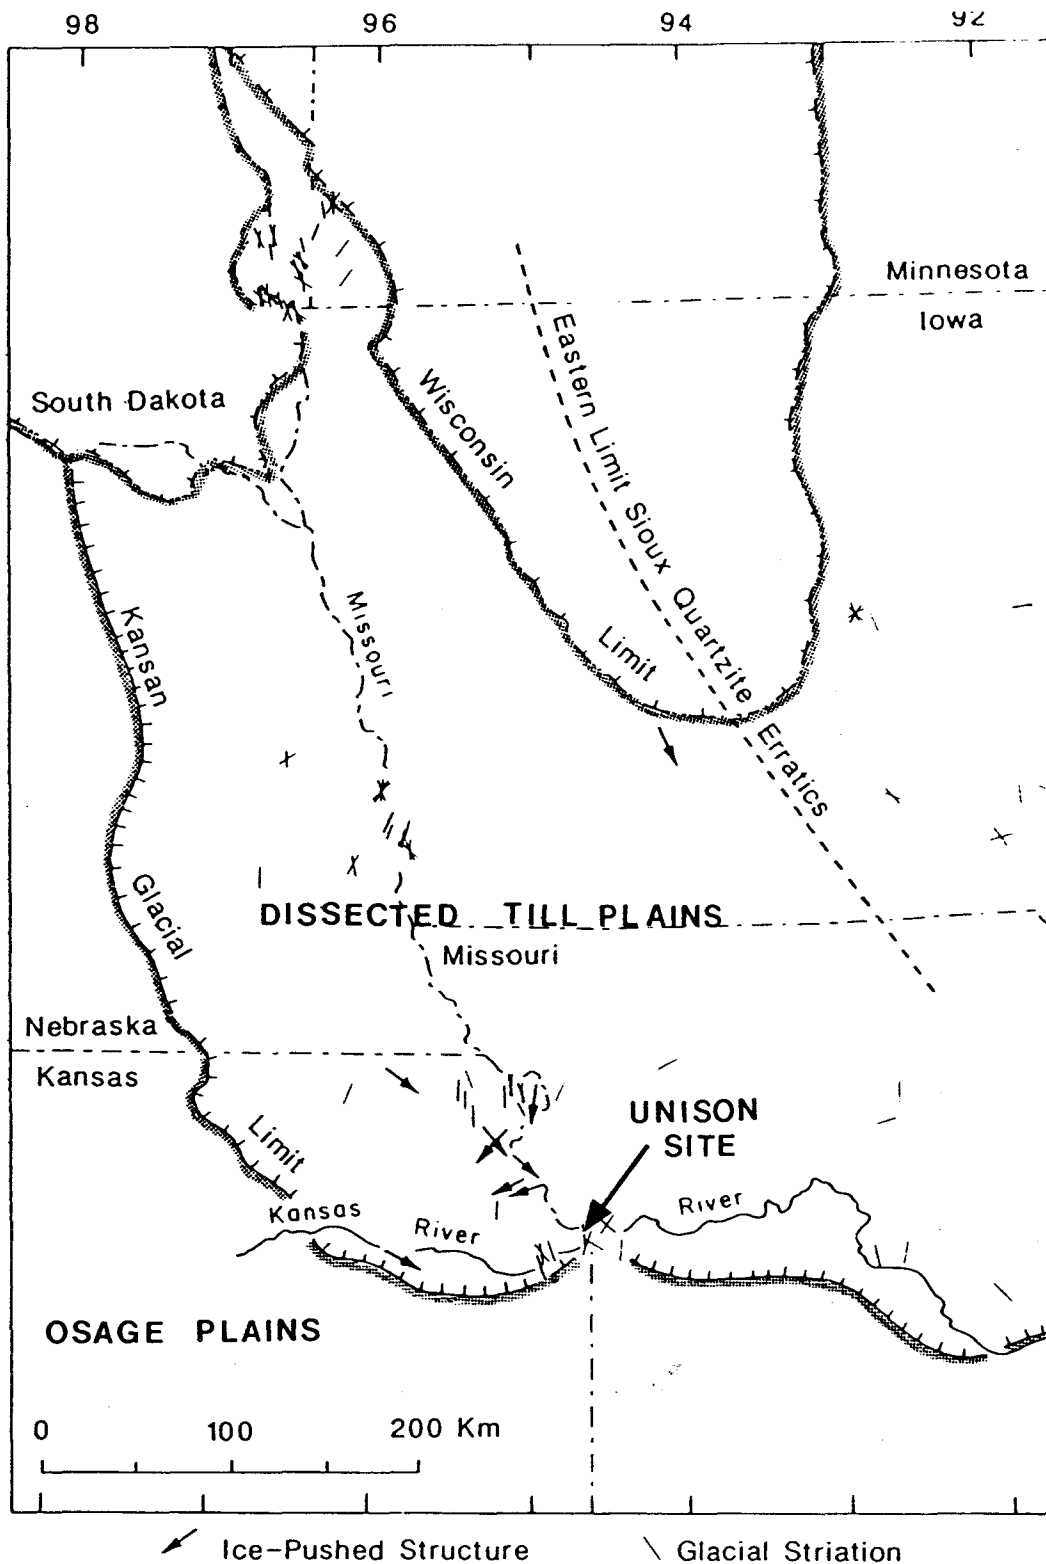 98 96 94 92
Minnesota
Iowa
South Dakota
Wisconsin
Limit
Eastern Limit Sioux Quartzite Erratics
Missouri
Kansan
Glacial
Limit
DISSECTED TILL PLAINS
Missouri
Nebraska
Kansas
UNISON
SITE
Kansas
River
River
OSAGE PLAINS
0 100 200 Km
Ice-Pushed Structure
Glacial Striation